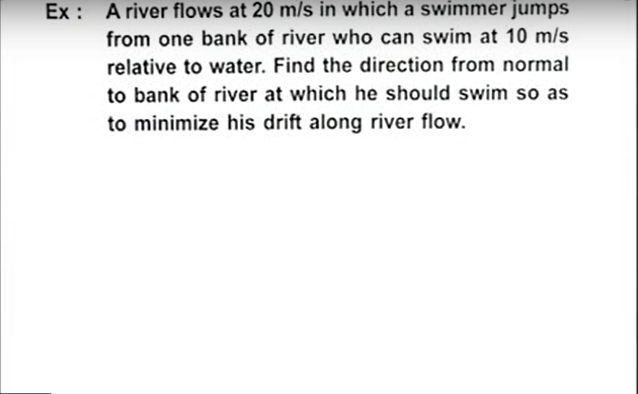 Ex : A river flows at 20 m/s in which a swimmer jumps
from one bank of river who can swim at 10 m/s
relative to water. Find the direction from normal
to bank of river at which he should swim so as
to minimize his drift along river flow.